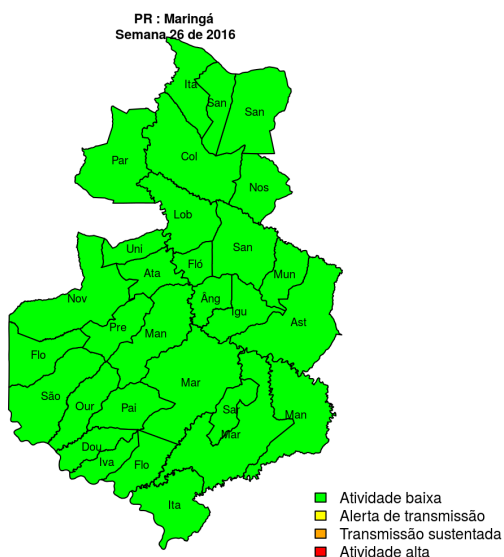 PR : Maringá
Semana 26 de 2016
Ita
San
San
Par
Col
Nos
Lob
Uni
San
Fló
Ata
Mun
Nov
Âng
Igu
Pre
Man
Ast
Flo
Mar
São
Our
Pai
Sar
Man
Mar
Dou
Iva
Flo
Ita
Atividade baixa
Alerta de transmissão
Transmissão sustentada
Atividade alta